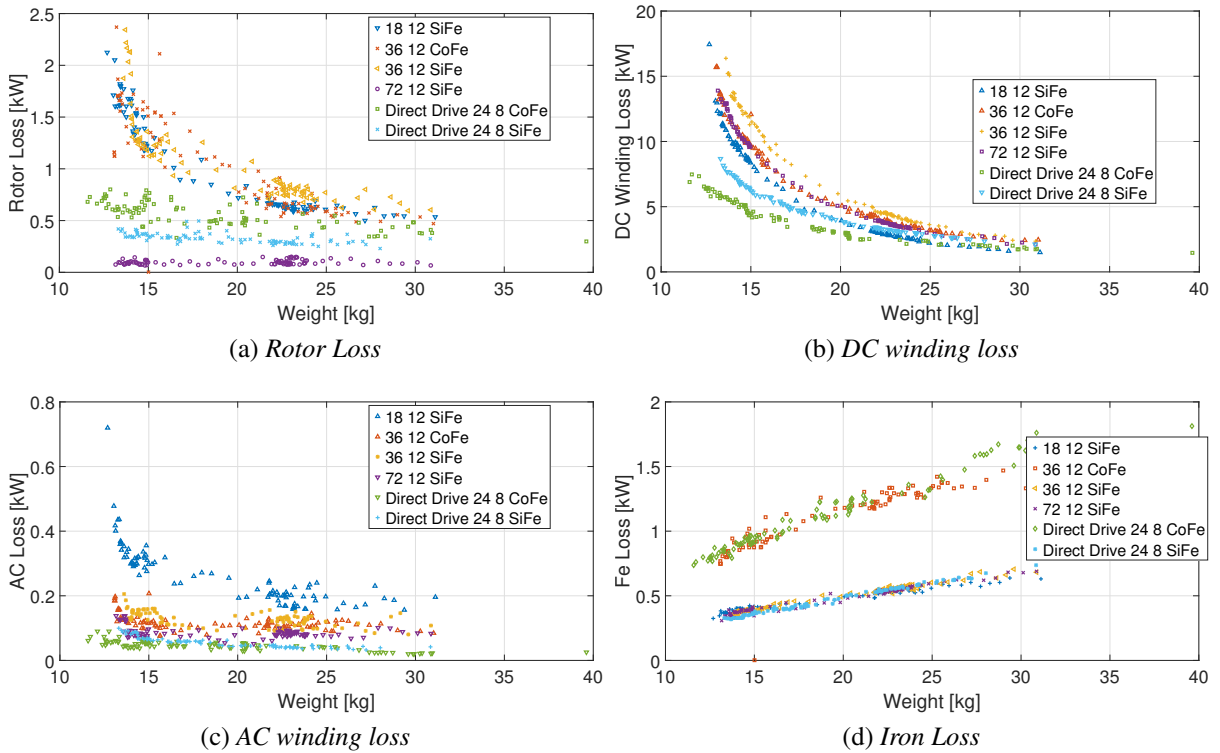 2.5
2
1.5
1
0.5
0
Rotor Loss [kW]
18 12 SiFe
36 12 CoFe
36 12 SiFe
72 12 SiFe
Direct Drive 24 8 CoFe
Direct Drive 24 8 SiFe
10 15 20 25 30 35 40
Weight [kg]
(a) Rotor Loss
20
15
10
5
0
DC Winding Loss [kW]
18 12 SiFe
36 12 CoFe
36 12 SiFe
72 12 SiFe
Direct Drive 24 8 CoFe
Direct Drive 24 8 SiFe
10 15 20 25 30 35 40
Weight [kg]
(b) DC winding loss
0.8
0.6
0.4
0.2
0
AC Loss [kW]
18 12 SiFe
36 12 CoFe
36 12 SiFe
72 12 SiFe
Direct Drive 24 8 CoFe
Direct Drive 24 8 SiFe
10 15 20 25 30 35 40
Weight [kg]
(c) AC winding loss
2
1.5
1
0.5
0
Fe Loss [kW]
18 12 SiFe
36 12 CoFe
36 12 SiFe
72 12 SiFe
Direct Drive 24 8 CoFe
Direct Drive 24 8 SiFe
10 15 20 25 30 35 40
Weight [kg]
(d) Iron Loss